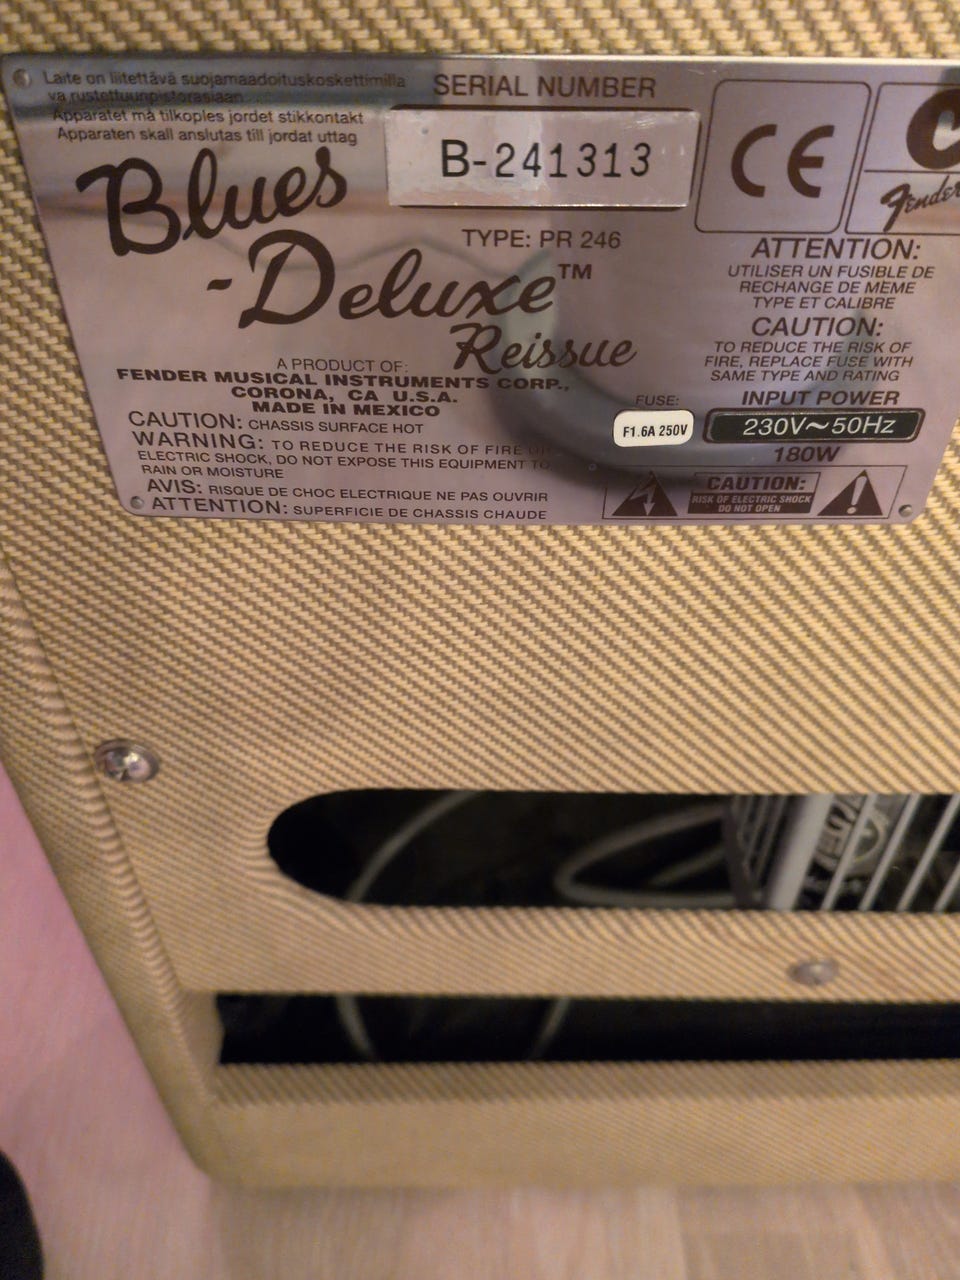 Laite on liitettävä suojamaadoituskoskettimilla
va rustettuunpistorasiaan
Apparatet må tilkoples jordet stikkontakt
Apparaten skall anslutas till jordat uttag
SERIAL NUMBER
B-241313
CE
Fender
Blues
-Deluxe™
Reissue
TYPE: PR 246
A PRODUCT OF:
FENDER MUSICAL INSTRUMENTS CORP.,
CORONA, CA U.S.A.
MADE IN MEXICO
CAUTION: CHASSIS SURFACE HOT
WARNING: TO REDUCE THE RISK OF FIRE OR
ELECTRIC SHOCK, DO NOT EXPOSE THIS EQUIPMENT TO
RAIN OR MOISTURE
AVIS: RISQUE DE CHOC ELECTRIQUE NE PAS OUVRIR
ATTENTION: SUPERFICIE DE CHASSIS CHAUDE
ATTENTION:
UTILISER UN FUSIBLE DE
RECHANGE DE MEME
TYPE ET CALIBRE
CAUTION:
TO REDUCE THE RISK OF
FIRE, REPLACE FUSE WITH
SAME TYPE AND RATING
FUSE:
F1.6A 250V
INPUT POWER
230V~50Hz
180W
CAUTION:
RISK OF ELECTRIC SHOCK
DO NOT OPEN